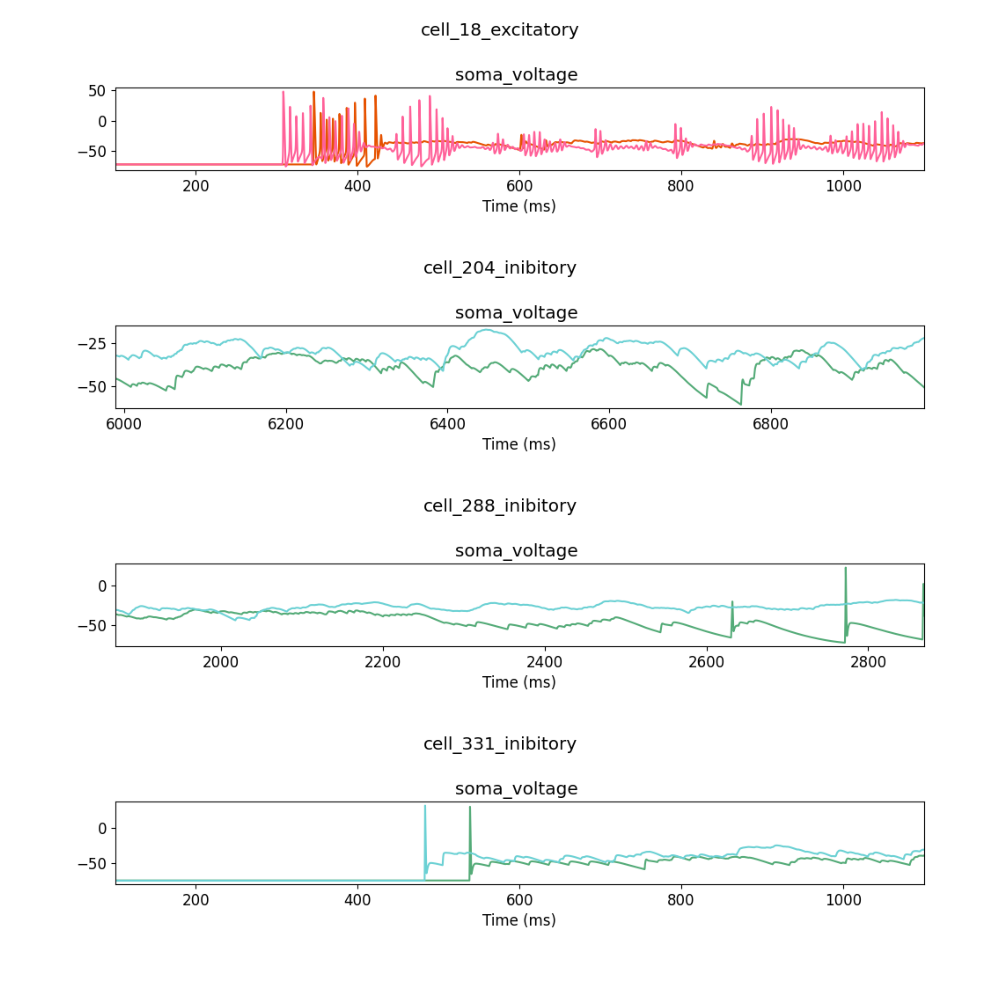 cell_18_excitatory
soma_voltage
50
0
−50
200 400 600 800 1000
Time (ms)
cell_204_inibitory
soma_voltage
−25
−50
6000 6200 6400 6600 6800
Time (ms)
cell_288_inibitory
soma_voltage
0
−50
2000 2200 2400 2600 2800
Time (ms)
cell_331_inibitory
soma_voltage
0
−50
200 400 600 800 1000
Time (ms)